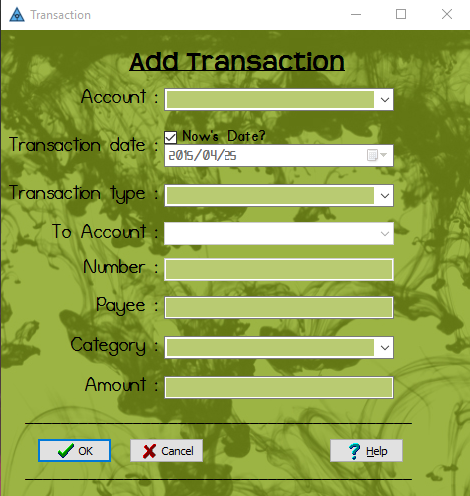 Transaction
Add Transaction
Account :
Now's Date?
Transaction date :
2015/04/25
Transaction type :
To Account :
Number :
Payee :
Category :
Amount :
OK Cancel Help